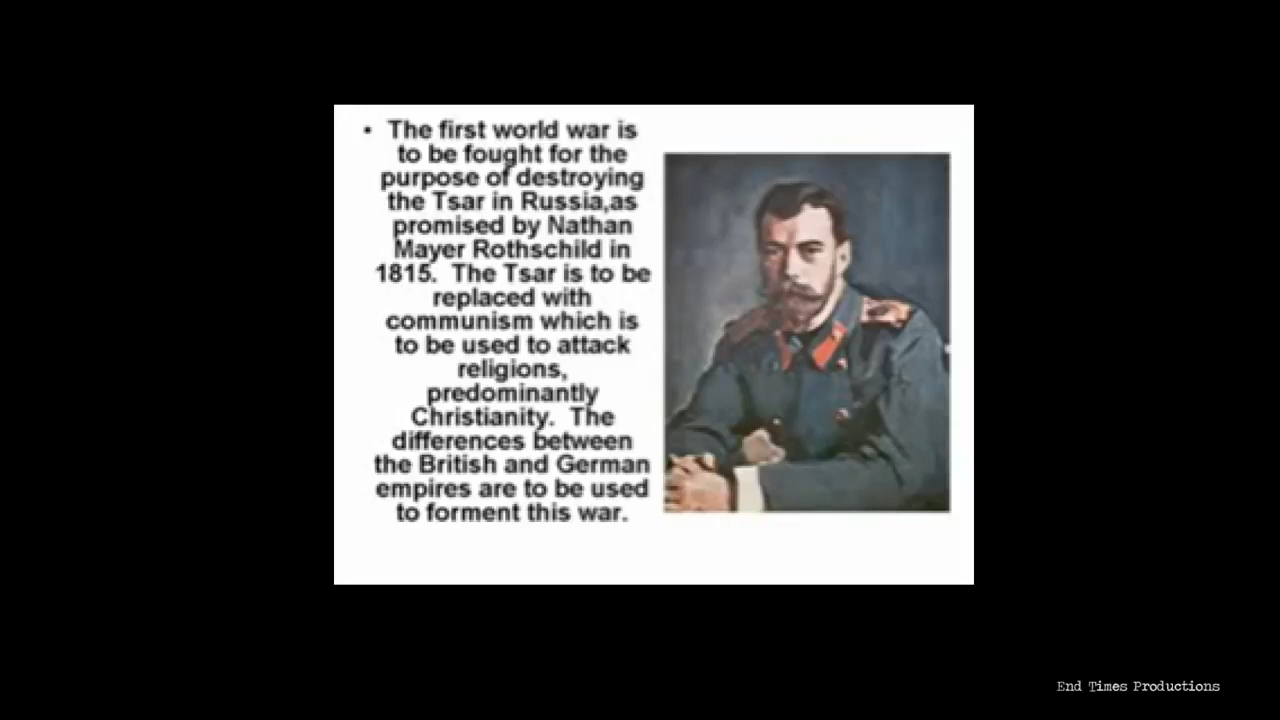 • The first world war is
to be fought for the
purpose of destroying
the Tsar in Russia,as
promised by Nathan
Mayer Rothschild in
1815.  The Tsar is to be
replaced with
communism which is
to be used to attack
religions,
predominantly
Christianity.  The
differences between
the British and German
empires are to be used
to forment this war.
End Times Productions